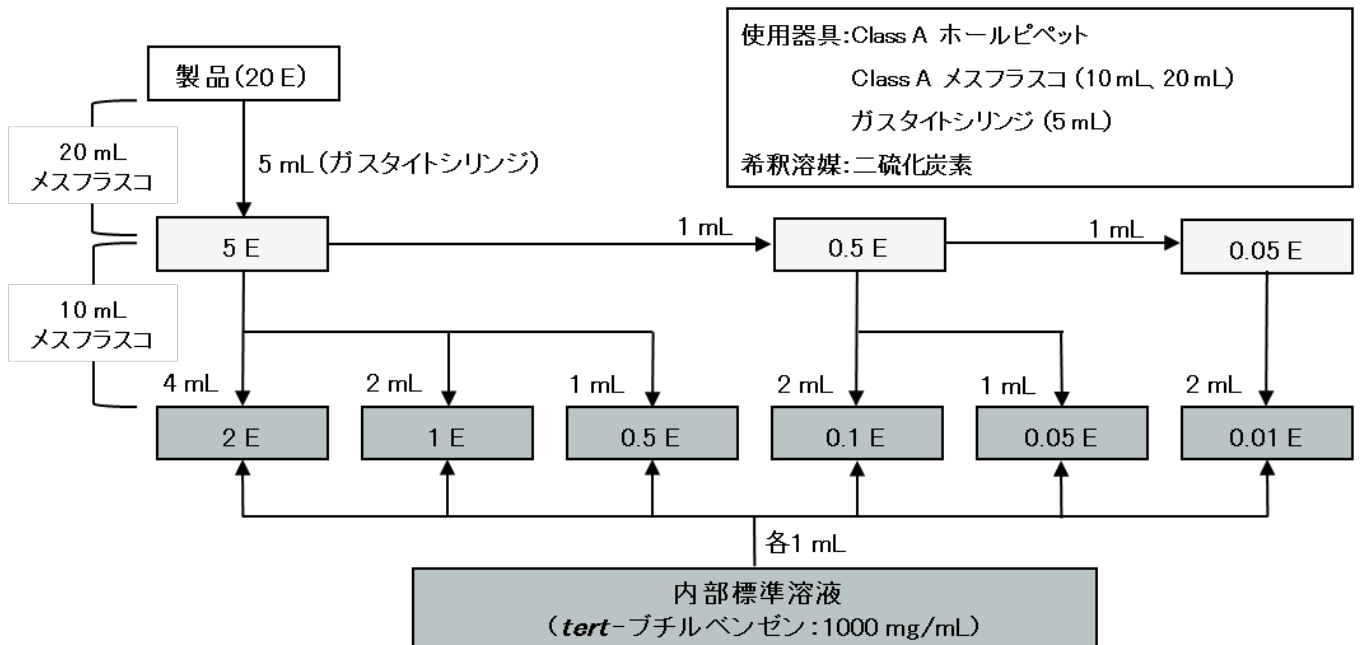 使用器具:Class A ホールピペット
Class A メスフラスコ (10 mL、20 mL)
ガスタイトシリンジ (5 mL)
希釈溶媒:二硫化炭素
製品(20 E)
20 mL
メスフラスコ
5 mL(ガスタイトシリンジ)
5 E
1 mL
0.5 E
1 mL
0.05 E
10 mL
メスフラスコ
4 mL
2 mL
1 mL
2 mL
1 mL
2 mL
2 E
1 E
0.5 E
0.1 E
0.05 E
0.01 E
各1 mL
内部標準溶液
(tert-ブチルベンゼン:1000 mg/mL)